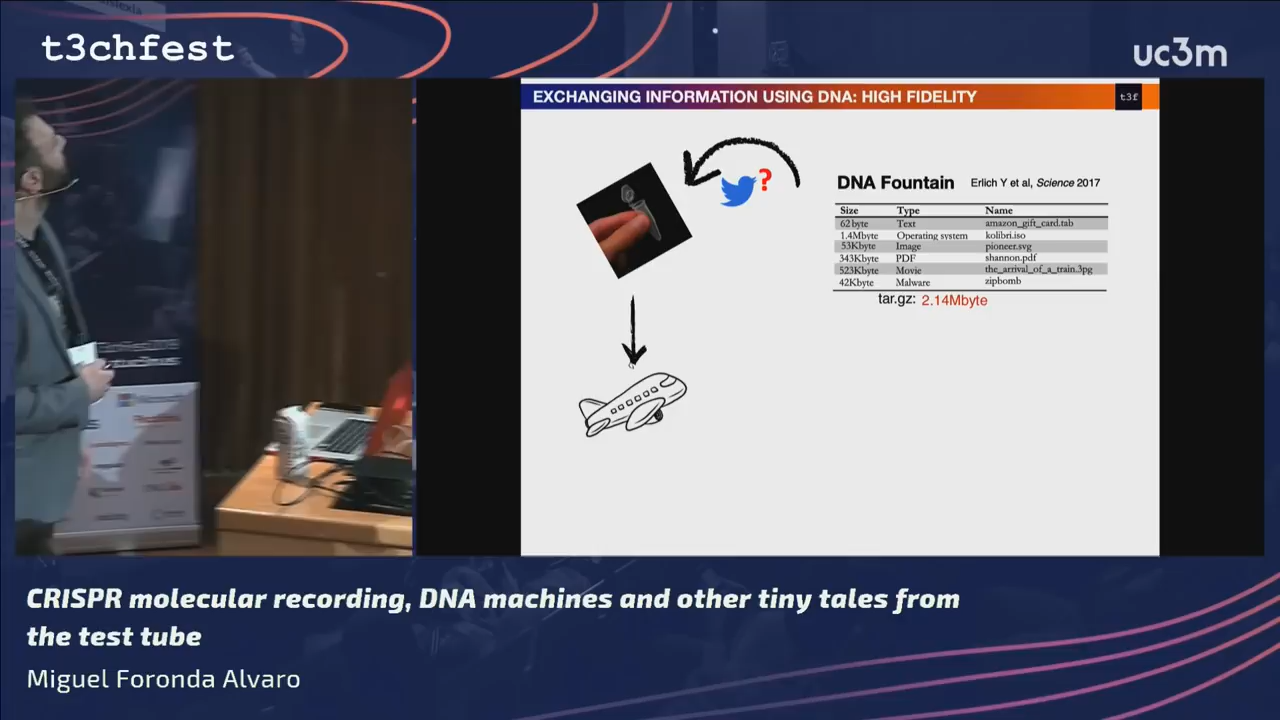 t3chfest
uc3m
EXCHANGING INFORMATION USING DNA: HIGH FIDELITY
t3f
?
DNA Fountain
Erlich Y et al, Science 2017
Size Type Name
62byte Text amazon_gift_card.tab
1.4Mbyte Operating system kolibri.iso
53Kbyte Image pioneer.svg
343Kbyte PDF shannon.pdf
523Kbyte Movie the_arrival_of_a_train.3pg
42Kbyte Malware zipbomb
tar.gz: 2.14Mbyte
CRISPR molecular recording, DNA machines and other tiny tales from
the test tube
Miguel Foronda Alvaro